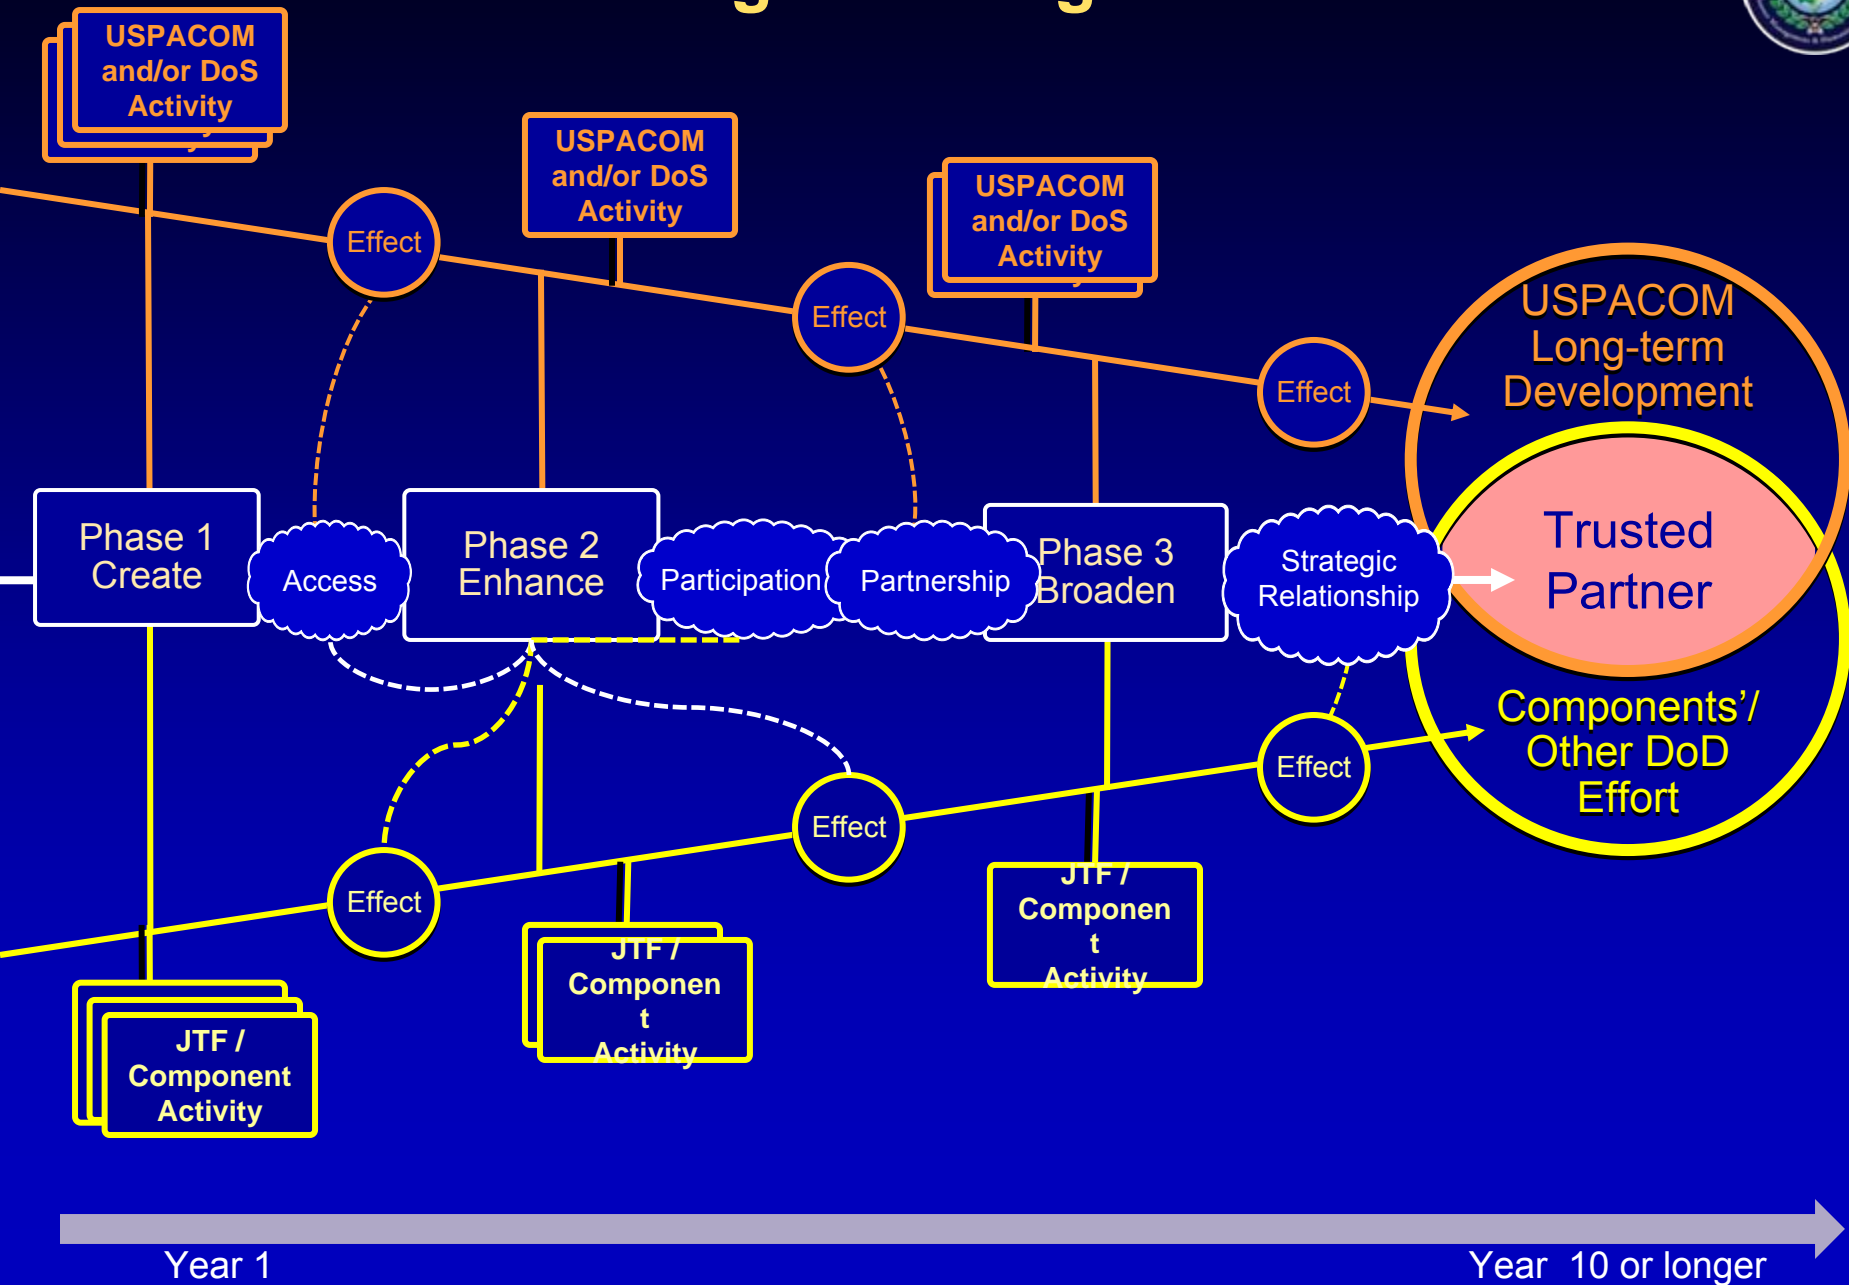 USPACOM
and/or DoS
Activity
USPACOM
and/or DoS
Activity
USPACOM
and/or DoS
Activity
Effect
Effect
Effect
USPACOM
Long-term
Development
Phase 1
Create
Access
Phase 2
Enhance
Participation
Partnership
Phase 3
Broaden
Strategic
Relationship
Trusted
Partner
Components’/
Other DoD
Effort
Effect
Effect
Effect
JTF /
Component
Activity
JTF /
Componen
t
Activity
JTF /
Componen
t
Activity
Year 1
Year 10 or longer